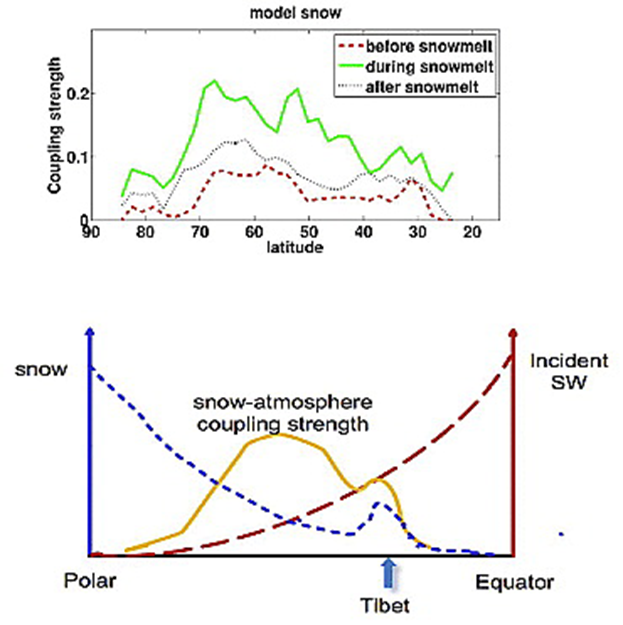 model snow
before snowmelt
during snowmelt
after snowmelt
Coupling strength
0.2
0.1
0
90 80 70 60 50 40 30 20
latitude
snow
Incident
SW
snow-atmosphere
coupling strength
Polar
Equator
Tibet